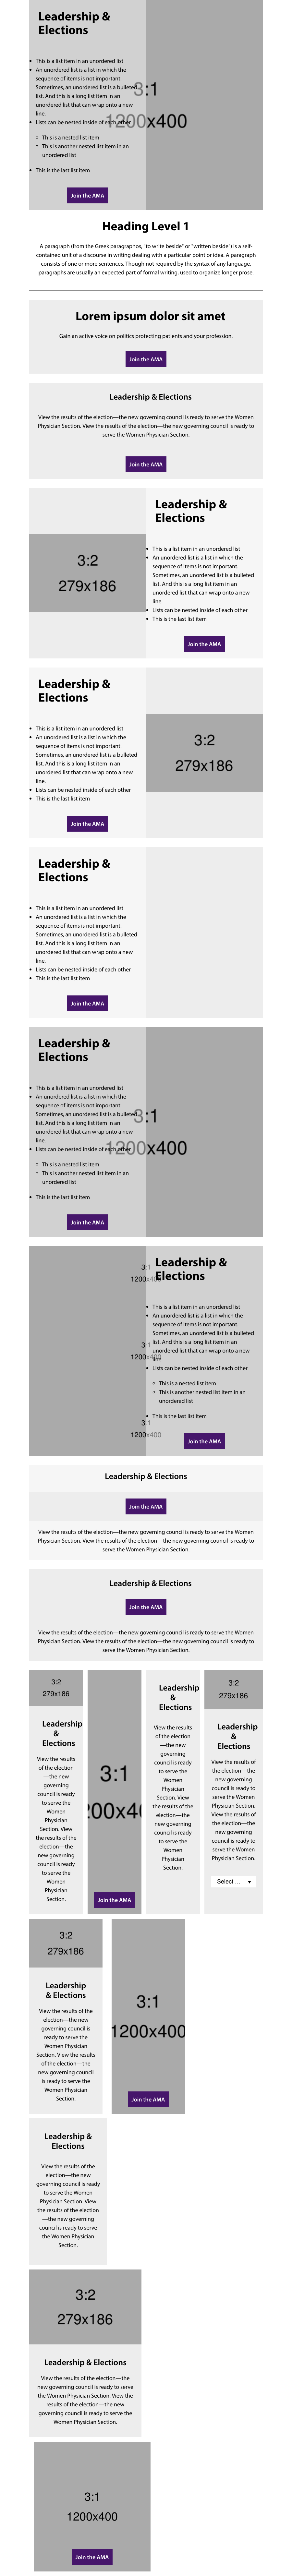 Leadership &
Elections
3:1
1200x400
This is a list item in an unordered list
An unordered list is a list in which the
sequence of items is not important.
Sometimes, an unordered list is a bulleted
list. And this is a long list item in an
unordered list that can wrap onto a new
line.
Lists can be nested inside of each other
This is a nested list item
This is another nested list item in an
unordered list
This is the last list item
Join the AMA
Heading Level 1
A paragraph (from the Greek paragraphos, "to write beside" or "written beside") is a self-
contained unit of a discourse in writing dealing with a particular point or idea. A paragraph
consists of one or more sentences. Though not required by the syntax of any language,
paragraphs are usually an expected part of formal writing, used to organize longer prose.
Lorem ipsum dolor sit amet
Gain an active voice on politics protecting patients and your profession.
Join the AMA
Leadership & Elections
View the results of the election—the new governing council is ready to serve the Women
Physician Section. View the results of the election—the new governing council is ready to
serve the Women Physician Section.
Join the AMA
3:2
279x186
Leadership &
Elections
This is a list item in an unordered list
An unordered list is a list in which the
sequence of items is not important.
Sometimes, an unordered list is a bulleted
list. And this is a long list item in an
unordered list that can wrap onto a new
line.
Lists can be nested inside of each other
This is the last list item
Join the AMA
Leadership &
Elections
This is a list item in an unordered list
An unordered list is a list in which the
sequence of items is not important.
Sometimes, an unordered list is a bulleted
list. And this is a long list item in an
unordered list that can wrap onto a new
line.
Lists can be nested inside of each other
This is the last list item
Join the AMA
3:2
279x186
Leadership &
Elections
This is a list item in an unordered list
An unordered list is a list in which the
sequence of items is not important.
Sometimes, an unordered list is a bulleted
list. And this is a long list item in an
unordered list that can wrap onto a new
line.
Lists can be nested inside of each other
This is the last list item
Join the AMA
Leadership &
Elections
3:1
1200x400
This is a list item in an unordered list
An unordered list is a list in which the
sequence of items is not important.
Sometimes, an unordered list is a bulleted
list. And this is a long list item in an
unordered list that can wrap onto a new
line.
Lists can be nested inside of each other
This is a nested list item
This is another nested list item in an
unordered list
This is the last list item
Join the AMA
3:1
1200x400
3:1
1200x400
3:1
1200x400
Leadership &
Elections
This is a list item in an unordered list
An unordered list is a list in which the
sequence of items is not important.
Sometimes, an unordered list is a bulleted
list. And this is a long list item in an
unordered list that can wrap onto a new
line.
Lists can be nested inside of each other
This is a nested list item
This is another nested list item in an
unordered list
This is the last list item
Join the AMA
Leadership & Elections
Join the AMA
View the results of the election—the new governing council is ready to serve the Women
Physician Section. View the results of the election—the new governing council is ready to
serve the Women Physician Section.
Leadership & Elections
Join the AMA
View the results of the election—the new governing council is ready to serve the Women
Physician Section. View the results of the election—the new governing council is ready to
serve the Women Physician Section.
3:2
279x186
Leadership
&
Elections
View the results
of the election
—the new
governing
council is ready
to serve the
Women
Physician
Section. View
the results of the
election—the
new governing
council is ready
to serve the
Women
Physician
Section.
3:1
200x4
Join the AMA
Leadership
&
Elections
View the results
of the election
—the new
governing
council is ready
to serve the
Women
Physician
Section. View
the results of the
election—the
new governing
council is ready
to serve the
Women
Physician
Section.
3:2
279x186
Leadership
&
Elections
View the results of
the election—the
new governing
council is ready to
serve the Women
Physician Section.
View the results of
the election—the
new governing
council is ready to
serve the Women
Physician Section.
Select ...
3:2
279x186
Leadership
& Elections
View the results of the
election—the new
governing council is
ready to serve the
Women Physician
Section. View the results
of the election—the
new governing council
is ready to serve the
Women Physician
Section.
3:1
1200x400
Join the AMA
Leadership &
Elections
View the results of the
election—the new
governing council is ready
to serve the Women
Physician Section. View
the results of the election
—the new governing
council is ready to serve
the Women Physician
Section.
3:2
279x186
Leadership & Elections
View the results of the election—the
new governing council is ready to serve
the Women Physician Section. View the
results of the election—the new
governing council is ready to serve the
Women Physician Section.
3:1
1200x400
Join the AMA